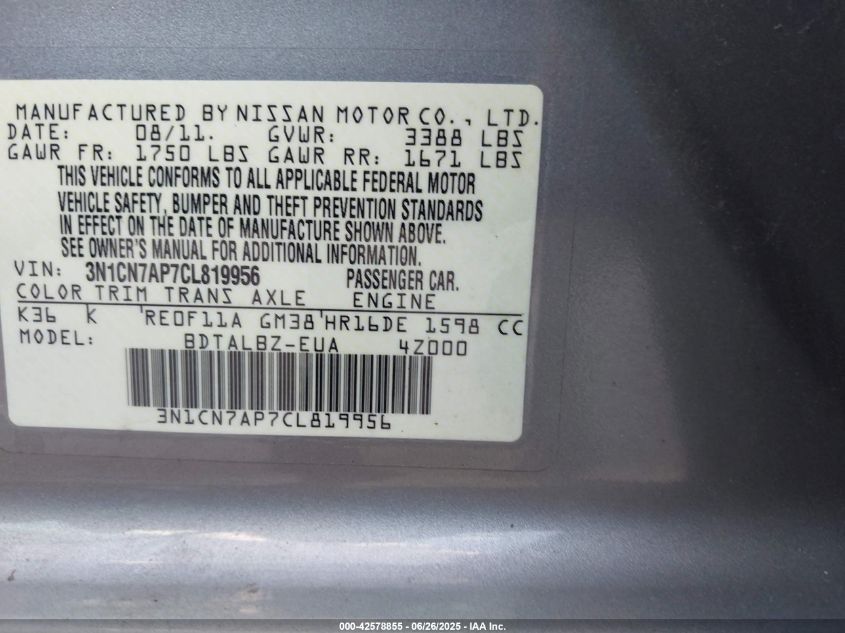 MANUFACTURED BY NISSAN MOTOR CO., LTD.
DATE: 08/11. GVWR: 3388 LBS
GAWR FR: 1750 LBS GAWR RR: 1671 LBS
THIS VEHICLE CONFORMS TO ALL APPLICABLE FEDERAL MOTOR
VEHICLE SAFETY, BUMPER AND THEFT PREVENTION STANDARDS
IN EFFECT ON THE DATE OF MANUFACTURE SHOWN ABOVE.
SEE OWNER'S MANUAL FOR ADDITIONAL INFORMATION.
VIN: 3N1CN7AP7CL819956 PASSENGER CAR.
COLOR TRIM TRANS AXLE ENGINE
K36 K RE0F11A GM38 HR16DE 1598 CC
MODEL: BDTALBZ-EUA 4Z000
3N1CN7AP7CL819956
000-42578855 - 06/26/2025 - IAA Inc.